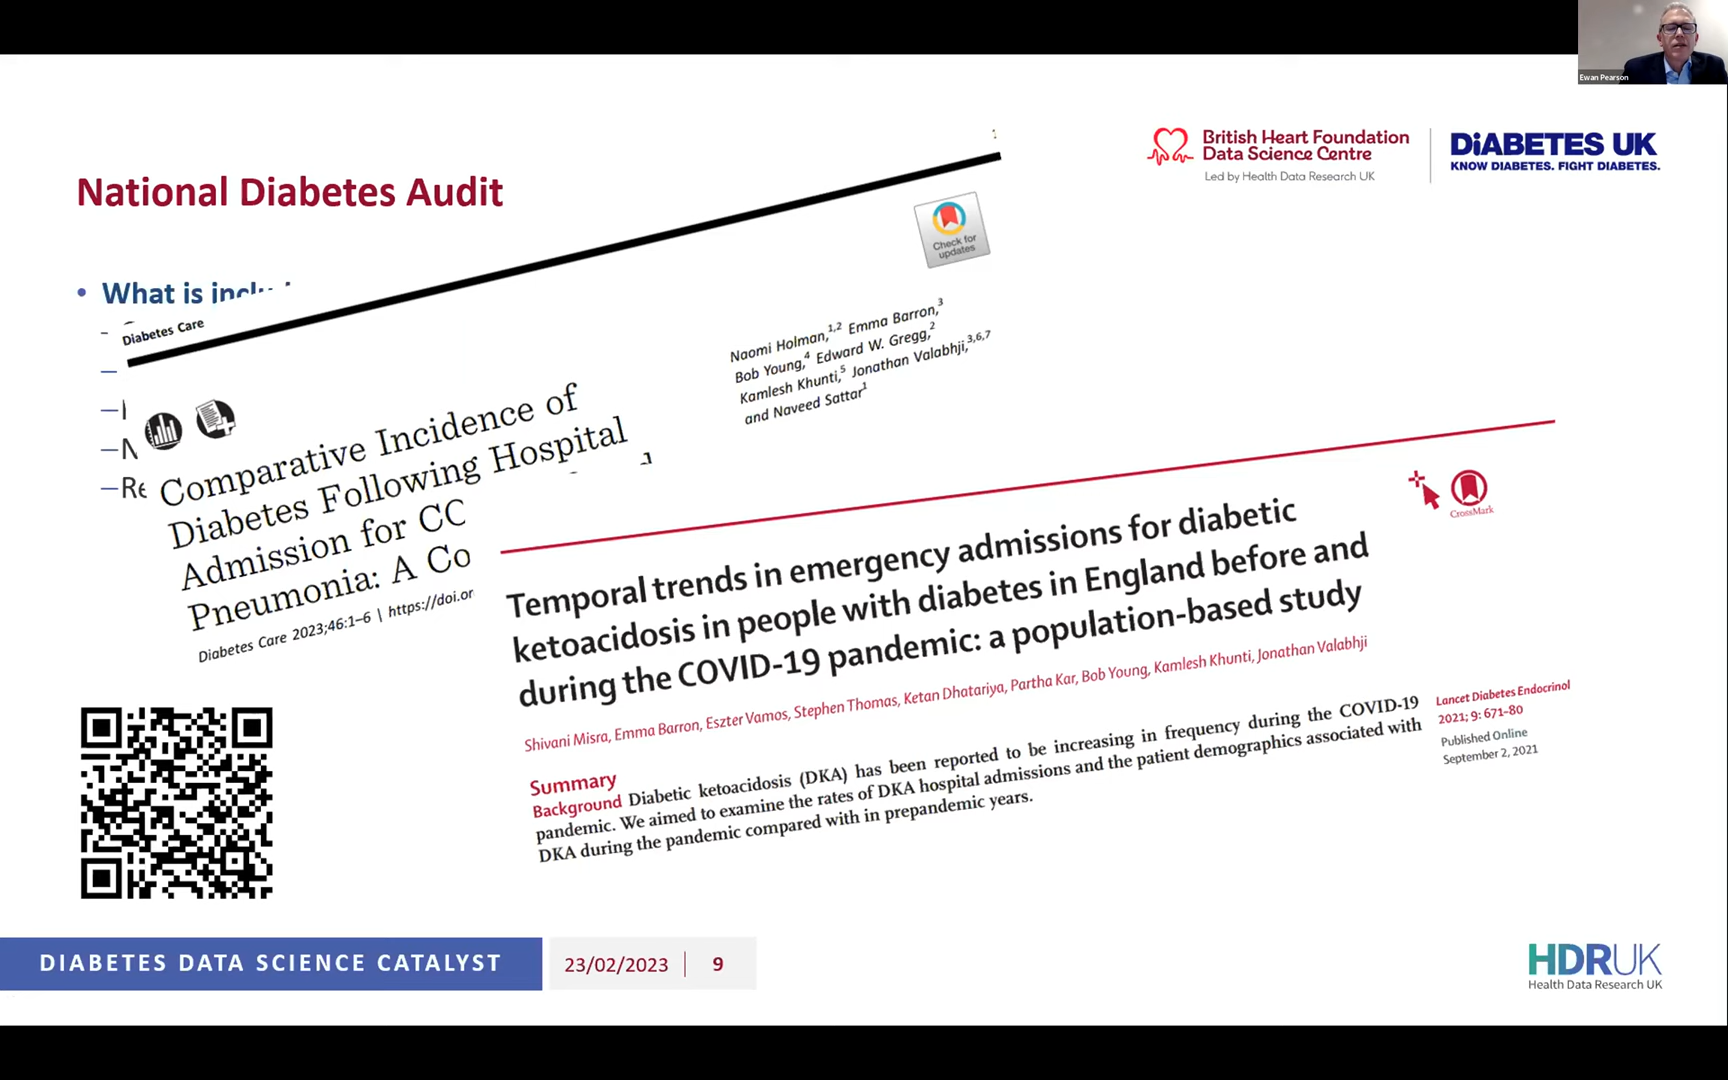 Ewan Pearson
British Heart Foundation
Data Science Centre
Led by Health Data Research UK
DiABETES UK
KNOW DIABETES. FIGHT DIABETES.
National Diabetes Audit
Check for
updates
• What is
Diabetes Care
Naomi Holman,1,2 Emma Barron,3
Bob Young,4 Edward W. Gregg,2
Kamlesh Khunti,5 Jonathan Valabhji,3,6,7
and Naveed Sattar1
Comparative Incidence of
Diabetes Following Hospital
Admission for
Pneumonia: A
Diabetes Care 2023;46:1–6 | https://doi.or
CrossMark
Temporal trends in emergency admissions for diabetic
ketoacidosis in people with diabetes in England before and
during the COVID-19 pandemic: a population-based study
Shivani Misra, Emma Barron, Eszter Vamos, Stephen Thomas, Ketan Dhatariya, Partha Kar, Bob Young, Kamlesh Khunti, Jonathan Valabhji
Summary
Background Diabetic ketoacidosis (DKA) has been reported to be increasing in frequency during the COVID-19
pandemic. We aimed to examine the rates of DKA hospital admissions and the patient demographics associated with
DKA during the pandemic compared with in prepandemic years.
Lancet Diabetes Endocrinol
2021; 9: 671–80
Published Online
September 2, 2021
DIABETES DATA SCIENCE CATALYST
23/02/2023 | 9
HDRUK
Health Data Research UK